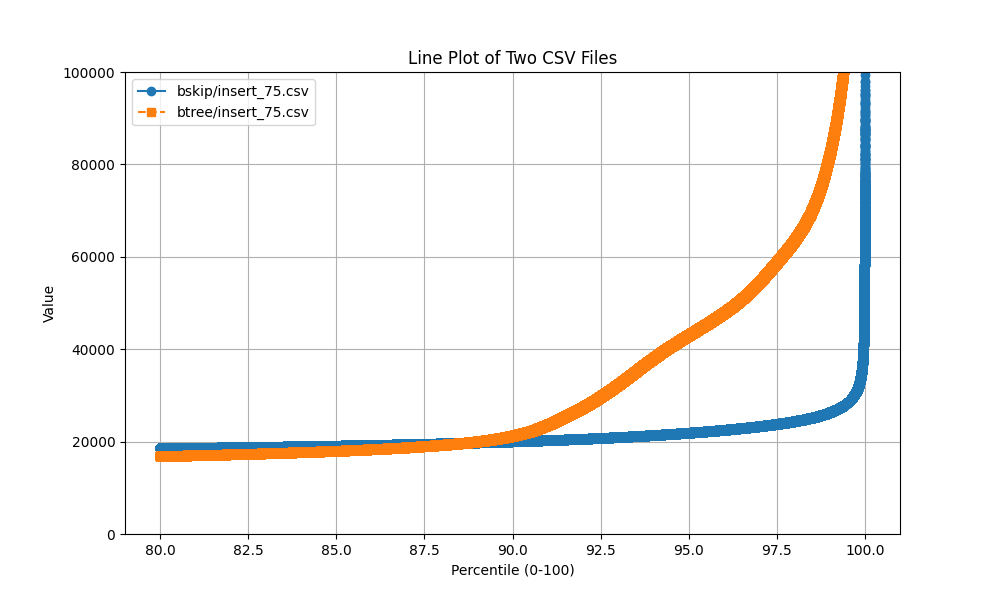 Line Plot of Two CSV Files
bskip/insert_75.csv
btree/insert_75.csv
Value
100000
80000
60000
40000
20000
0
80.0 82.5 85.0 87.5 90.0 92.5 95.0 97.5 100.0
Percentile (0-100)